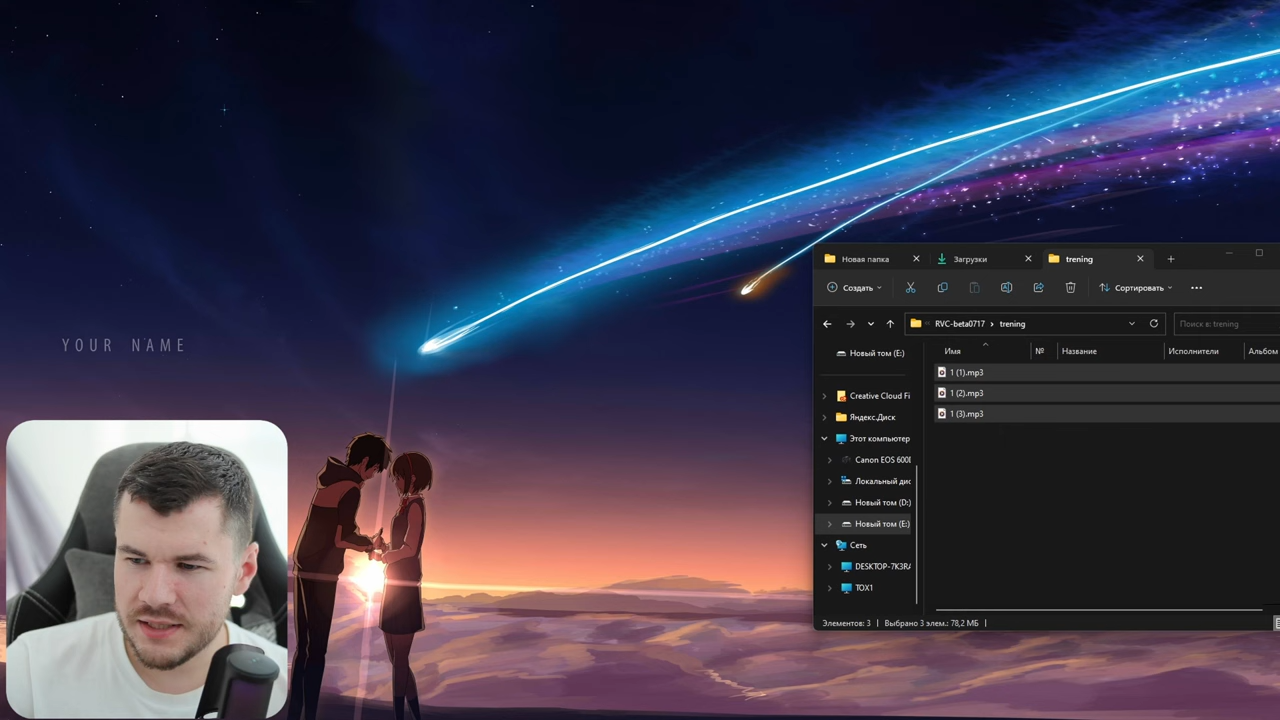 YOUR NAME
Новая папка
Загрузки
trening
Создать
Сортировать
RVC-beta0717 > trening
Поиск в: trening
Новый том (E:)
Creative Cloud Fi
Яндекс.Диск
Этот компьютер
Canon EOS 600D
Локальный дис
Новый том (D:)
Новый том (E:)
Сеть
DESKTOP-7K3RA
TOX1
Имя
№
Название
Исполнители
Альбом
1 (1).mp3
1 (2).mp3
1 (3).mp3
Элементов: 3 | Выбрано 3 элем.: 78,2 МБ |